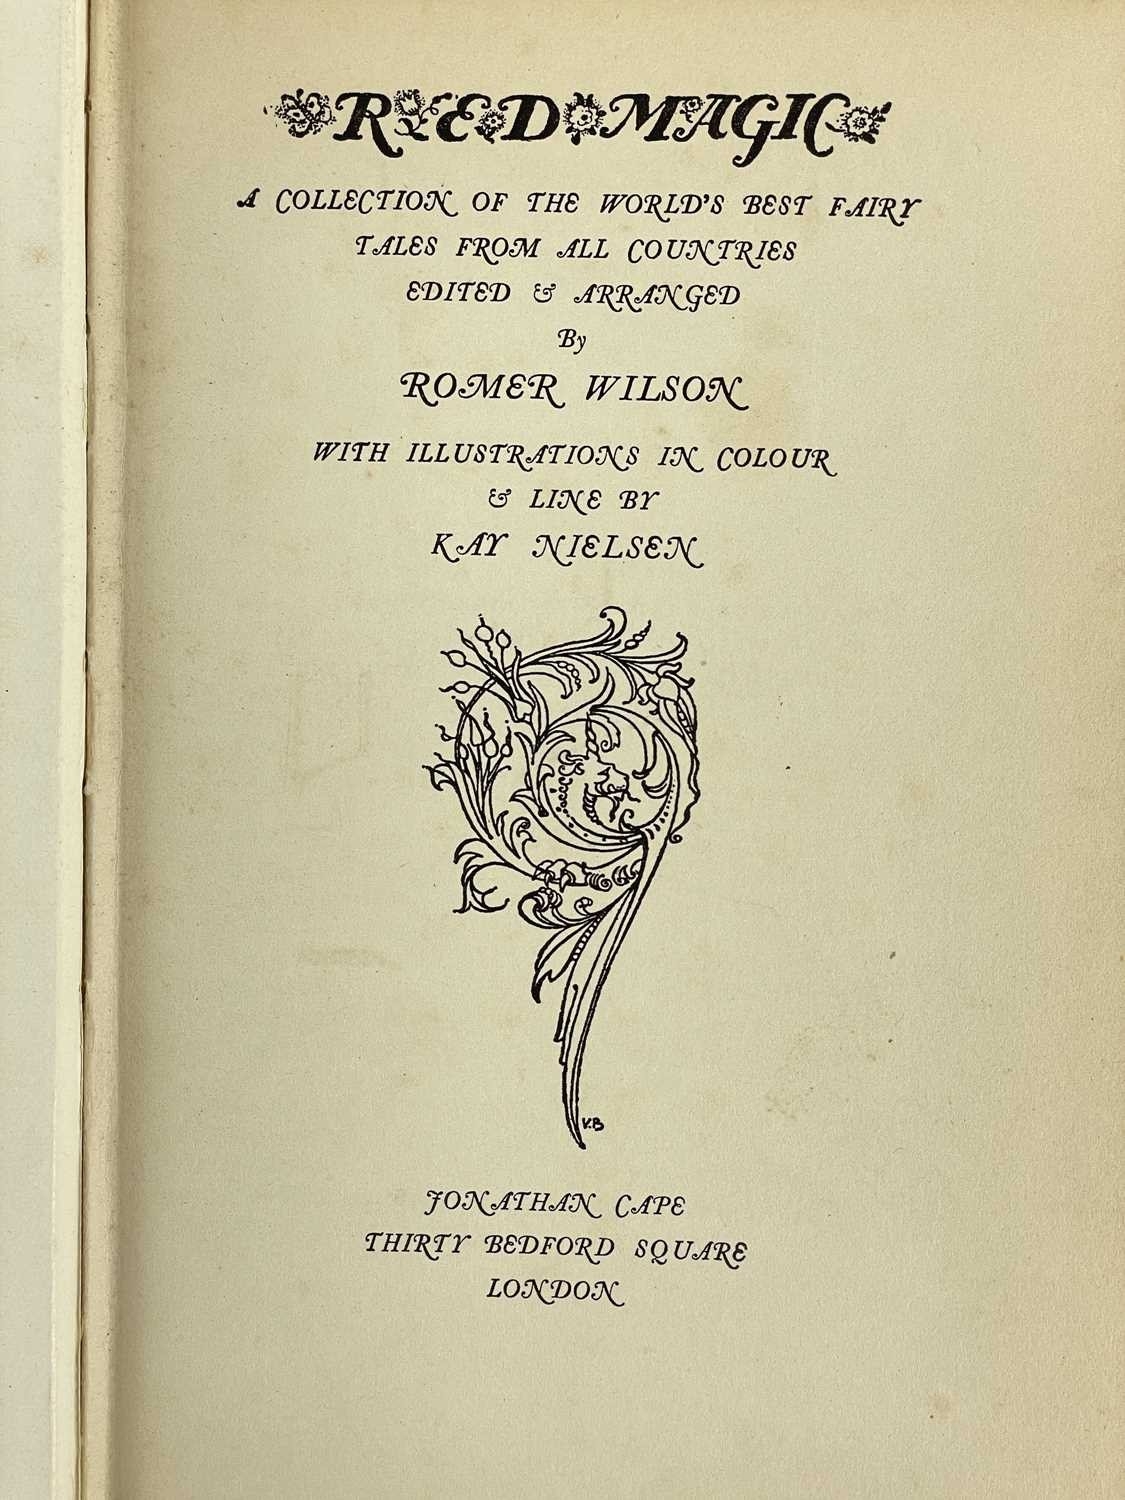 RED MAGIC
A COLLECTION OF THE WORLD'S BEST FAIRY
TALES FROM ALL COUNTRIES
EDITED & ARRANGED
By
ROMER WILSON
WITH ILLUSTRATIONS IN COLOUR
& LINE BY
KAY NIELSEN
V.B
JONATHAN CAPE
THIRTY BEDFORD SQUARE
LONDON